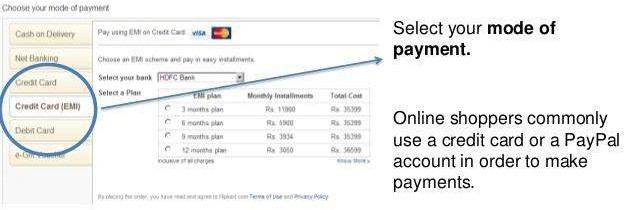 Choose your mode of payment
Cash on Delivery
Net Banking
Credit Card
Credit Card (EMI)
Debit Card
e-Gift Voucher
Pay using EMI on Credit Card VISA MasterCard
Choose an EMI scheme and pay in easy installments.
Select your bank HDFC Bank
Select a Plan
EMI plan Monthly Installments Total Cost
3 months plan Rs. 11800 Rs. 35399
6 months plan Rs. 5900 Rs. 35399
9 months plan Rs. 3934 Rs. 35399
12 months plan Rs. 3050 Rs. 36599
Inclusive of all charges Know More »
By placing the order, you have read and agree to Flipkart.com Terms of Use and Privacy Policy
Select your mode of
payment.
Online shoppers commonly
use a credit card or a PayPal
account in order to make
payments.